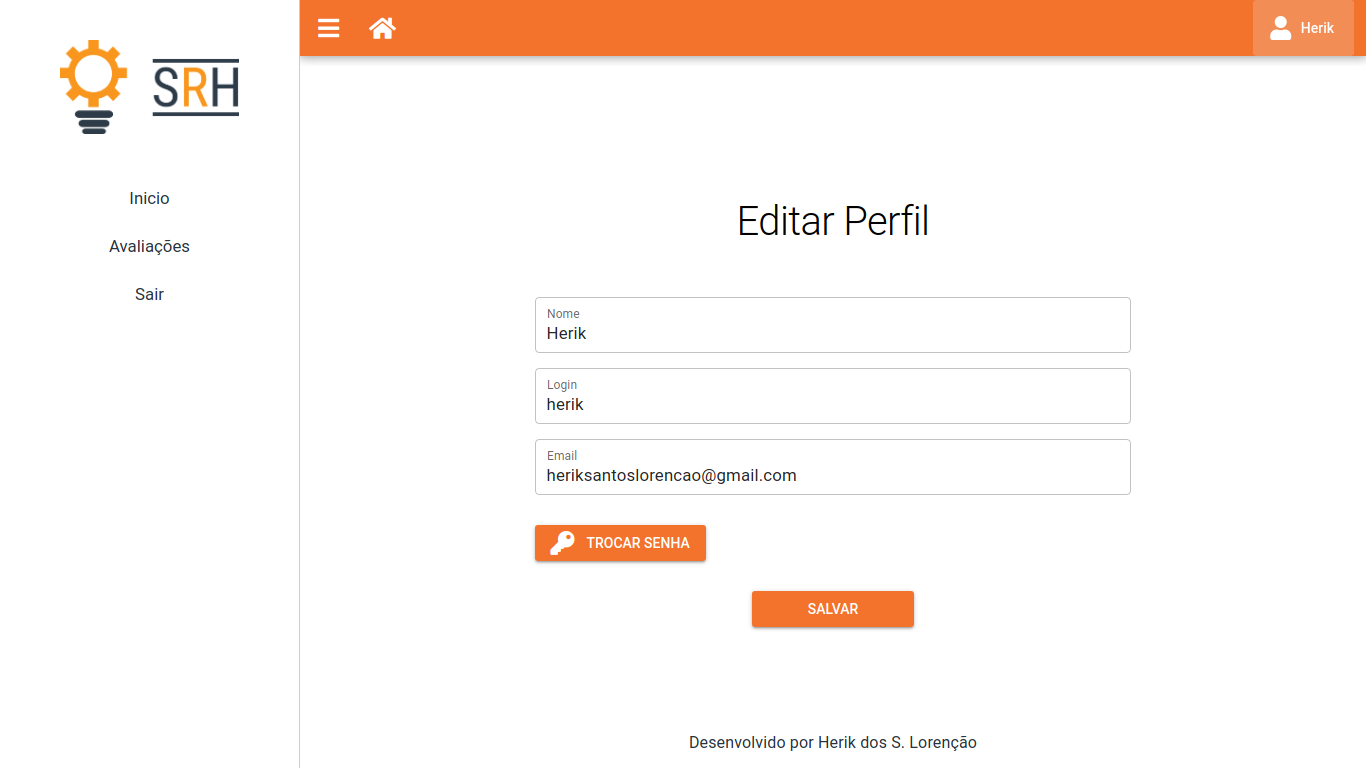 SRH
Inicio
Avaliações
Sair
Herik
Editar Perfil
Nome
Herik
Login
herik
Email
heriksantoslorencao@gmail.com
TROCAR SENHA
SALVAR
Desenvolvido por Herik dos S. Lorenção